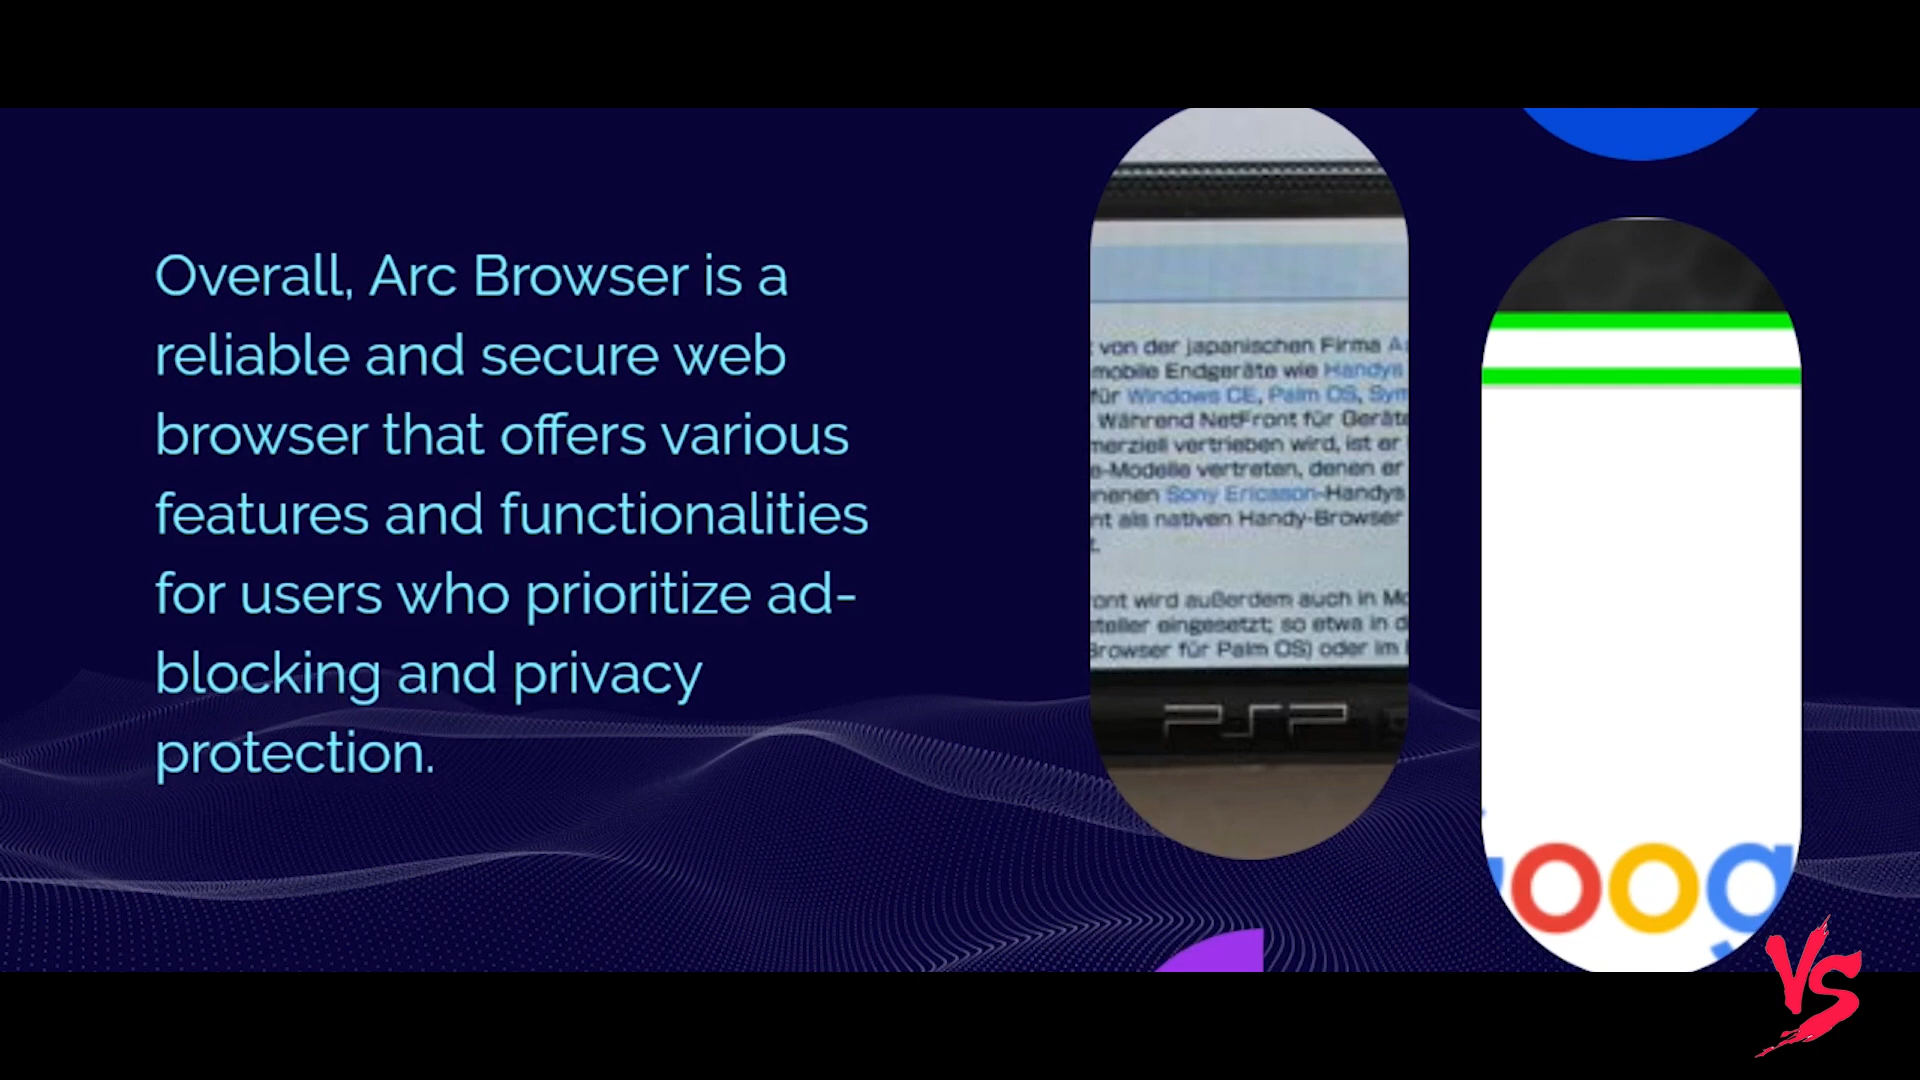 Overall, Arc Browser is a
reliable and secure web
browser that offers various
features and functionalities
for users who prioritize ad-
blocking and privacy
protection.
von der japanischen Firma
mobile Endgeräte wie Handys
für Windows CE, Palm OS,
Während NetFront für Geräte
vertrieben wird, ist er
-Modelle vertreten, denen er
Sony Ericsson-Handys
als nativen Handy-Browser
wird außerdem auch in
eingesetzt; so etwa in
Browser für Palm OS) oder im
PSP
oog
VS